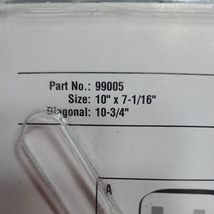 Part No.: 99005
Size: 10" x 7-1/16"
Diagonal: 10-3/4"
A